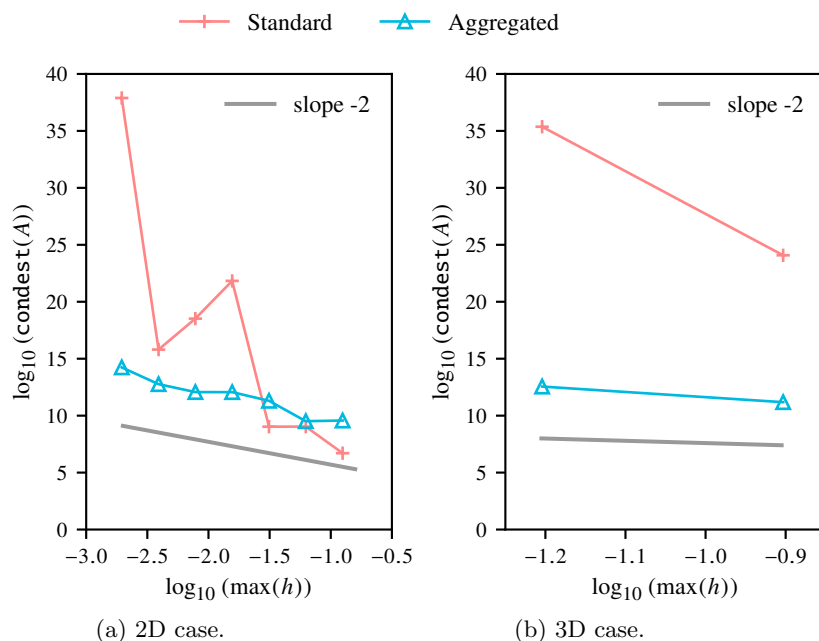 Standard
Aggregated
40
35
30
25
20
15
10
5
0
log10 (condest(A))
slope -2
−3.0 −2.5 −2.0 −1.5 −1.0 −0.5
log10 (max(h))
(a) 2D case.
40
35
30
25
20
15
10
5
0
log10 (condest(A))
slope -2
−1.2 −1.1 −1.0 −0.9
log10 (max(h))
(b) 3D case.